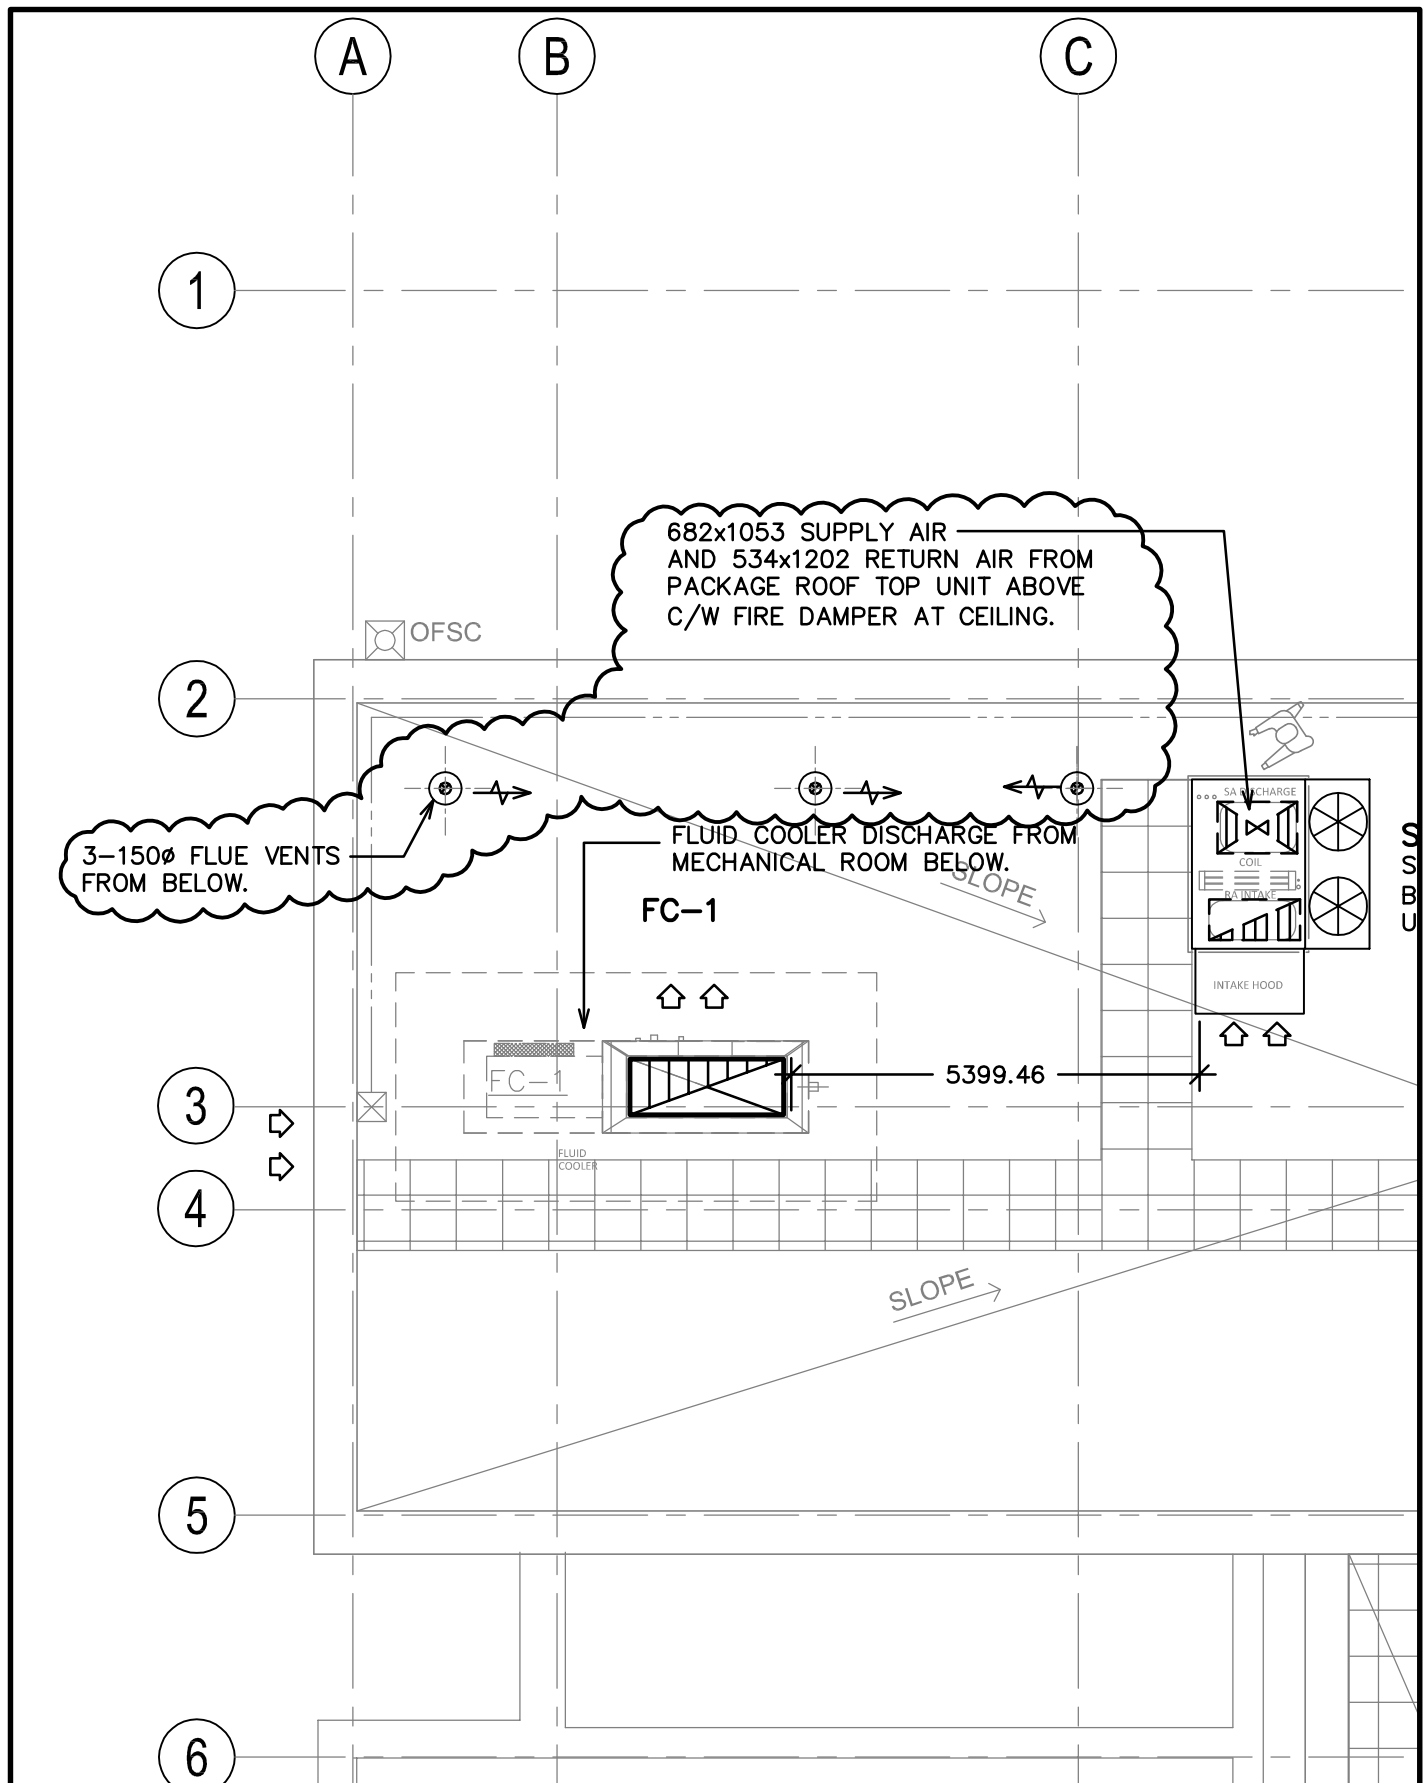 A
B
C
1
682x1053 SUPPLY AIR
AND 534x1202 RETURN AIR FROM
PACKAGE ROOF TOP UNIT ABOVE
C/W FIRE DAMPER AT CEILING.
OFSC
2
SA DISCHARGE
3-150ø FLUE VENTS
FROM BELOW.
FLUID COOLER DISCHARGE FROM
MECHANICAL ROOM BELOW.
S
S
B
U
COIL
SLOPE
RA INTAKE
FC-1
INTAKE HOOD
5399.46
FC-1
3
FLUID
COOLER
4
SLOPE
5
6